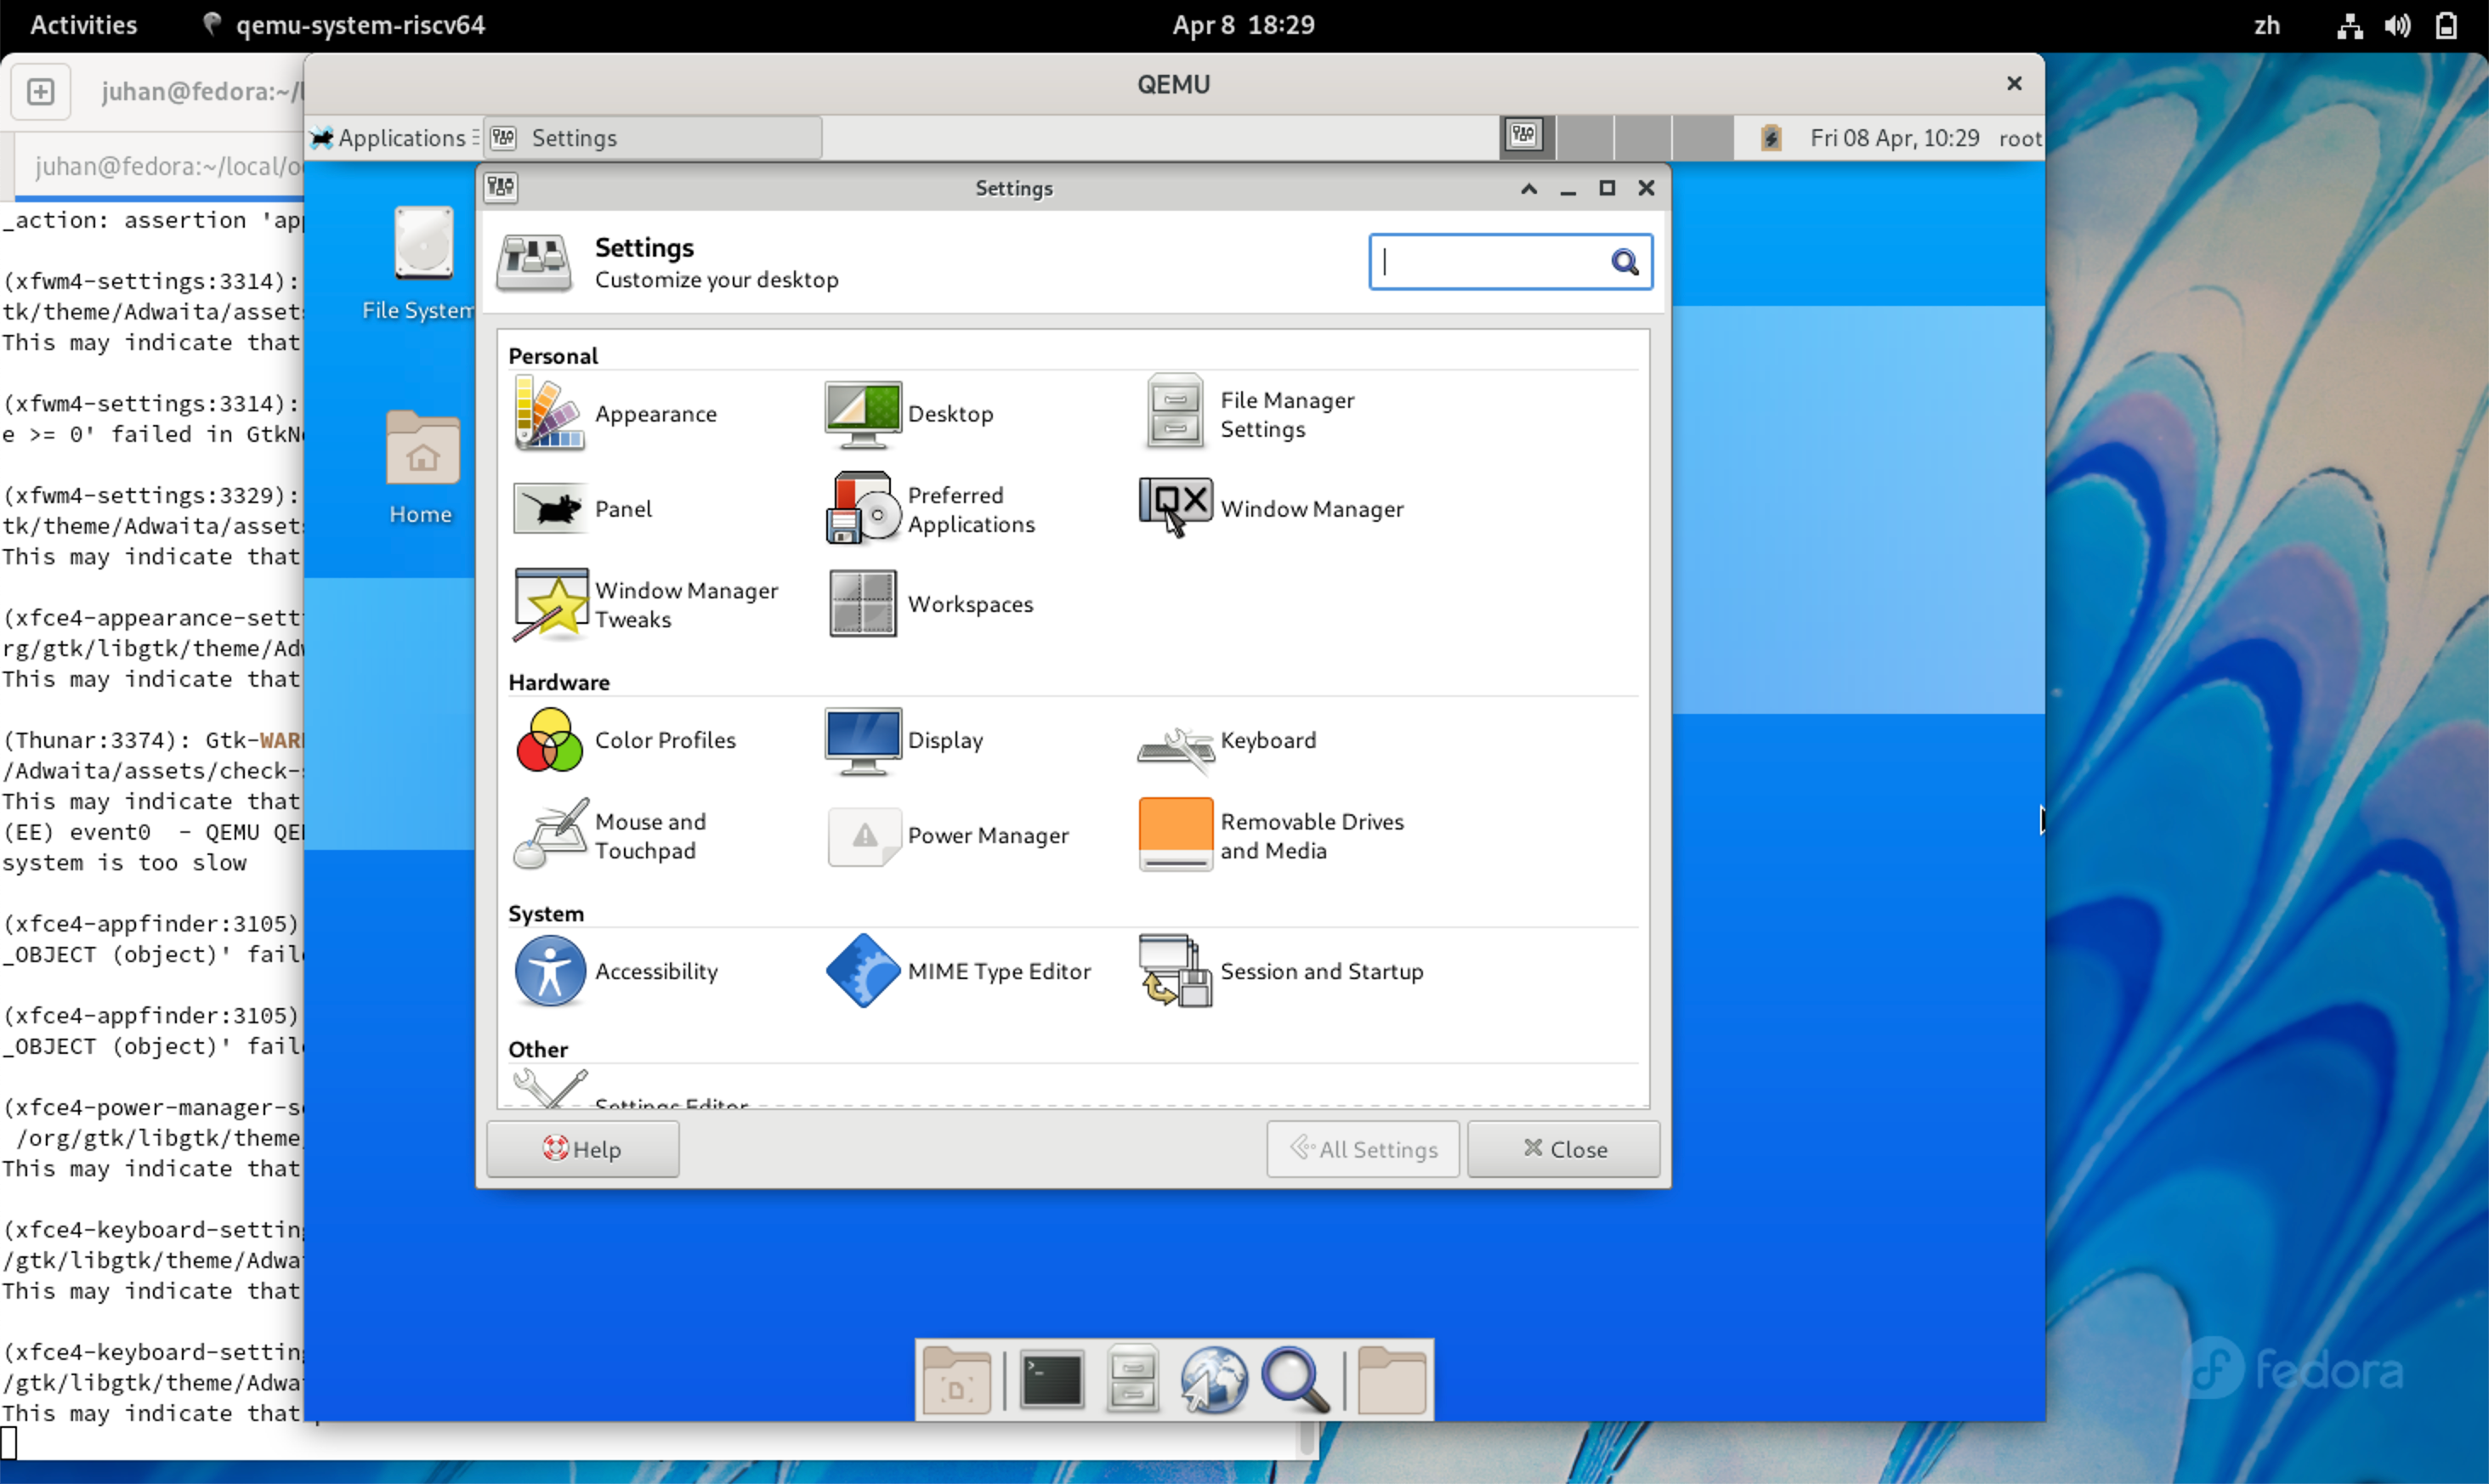 Activities
qemu-system-riscv64
Apr 8 18:29
zh
juhan@fedora:~/l
juhan@fedora:~/local/o
_action: assertion 'ap
(xfwm4-settings:3314):
tk/theme/Adwaita/asset
This may indicate that
(xfwm4-settings:3314):
e >= 0' failed in GtkN
(xfwm4-settings:3329):
tk/theme/Adwaita/asset
This may indicate that
(xfce4-appearance-sett
rg/gtk/libgtk/theme/Ad
This may indicate that
(Thunar:3374): Gtk-WAR
/Adwaita/assets/check-
This may indicate that
(EE) event0  - QEMU QE
system is too slow
(xfce4-appfinder:3105)
_OBJECT (object)' fail
(xfce4-appfinder:3105)
_OBJECT (object)' fail
(xfce4-power-manager-s
/org/gtk/libgtk/theme
This may indicate that
(xfce4-keyboard-settin
/gtk/libgtk/theme/Adwa
This may indicate that
(xfce4-keyboard-settin
/gtk/libgtk/theme/Adwa
This may indicate that
QEMU
Applications
Settings
Fri 08 Apr, 10:29
root
File System
Home
Settings
Settings
Customize your desktop
Personal
Appearance
Desktop
File Manager
Settings
Panel
Preferred
Applications
Window Manager
Window Manager
Tweaks
Workspaces
Hardware
Color Profiles
Display
Keyboard
Mouse and
Touchpad
Power Manager
Removable Drives
and Media
System
Accessibility
MIME Type Editor
Session and Startup
Other
Settings Editor
Help
All Settings
Close
fedora